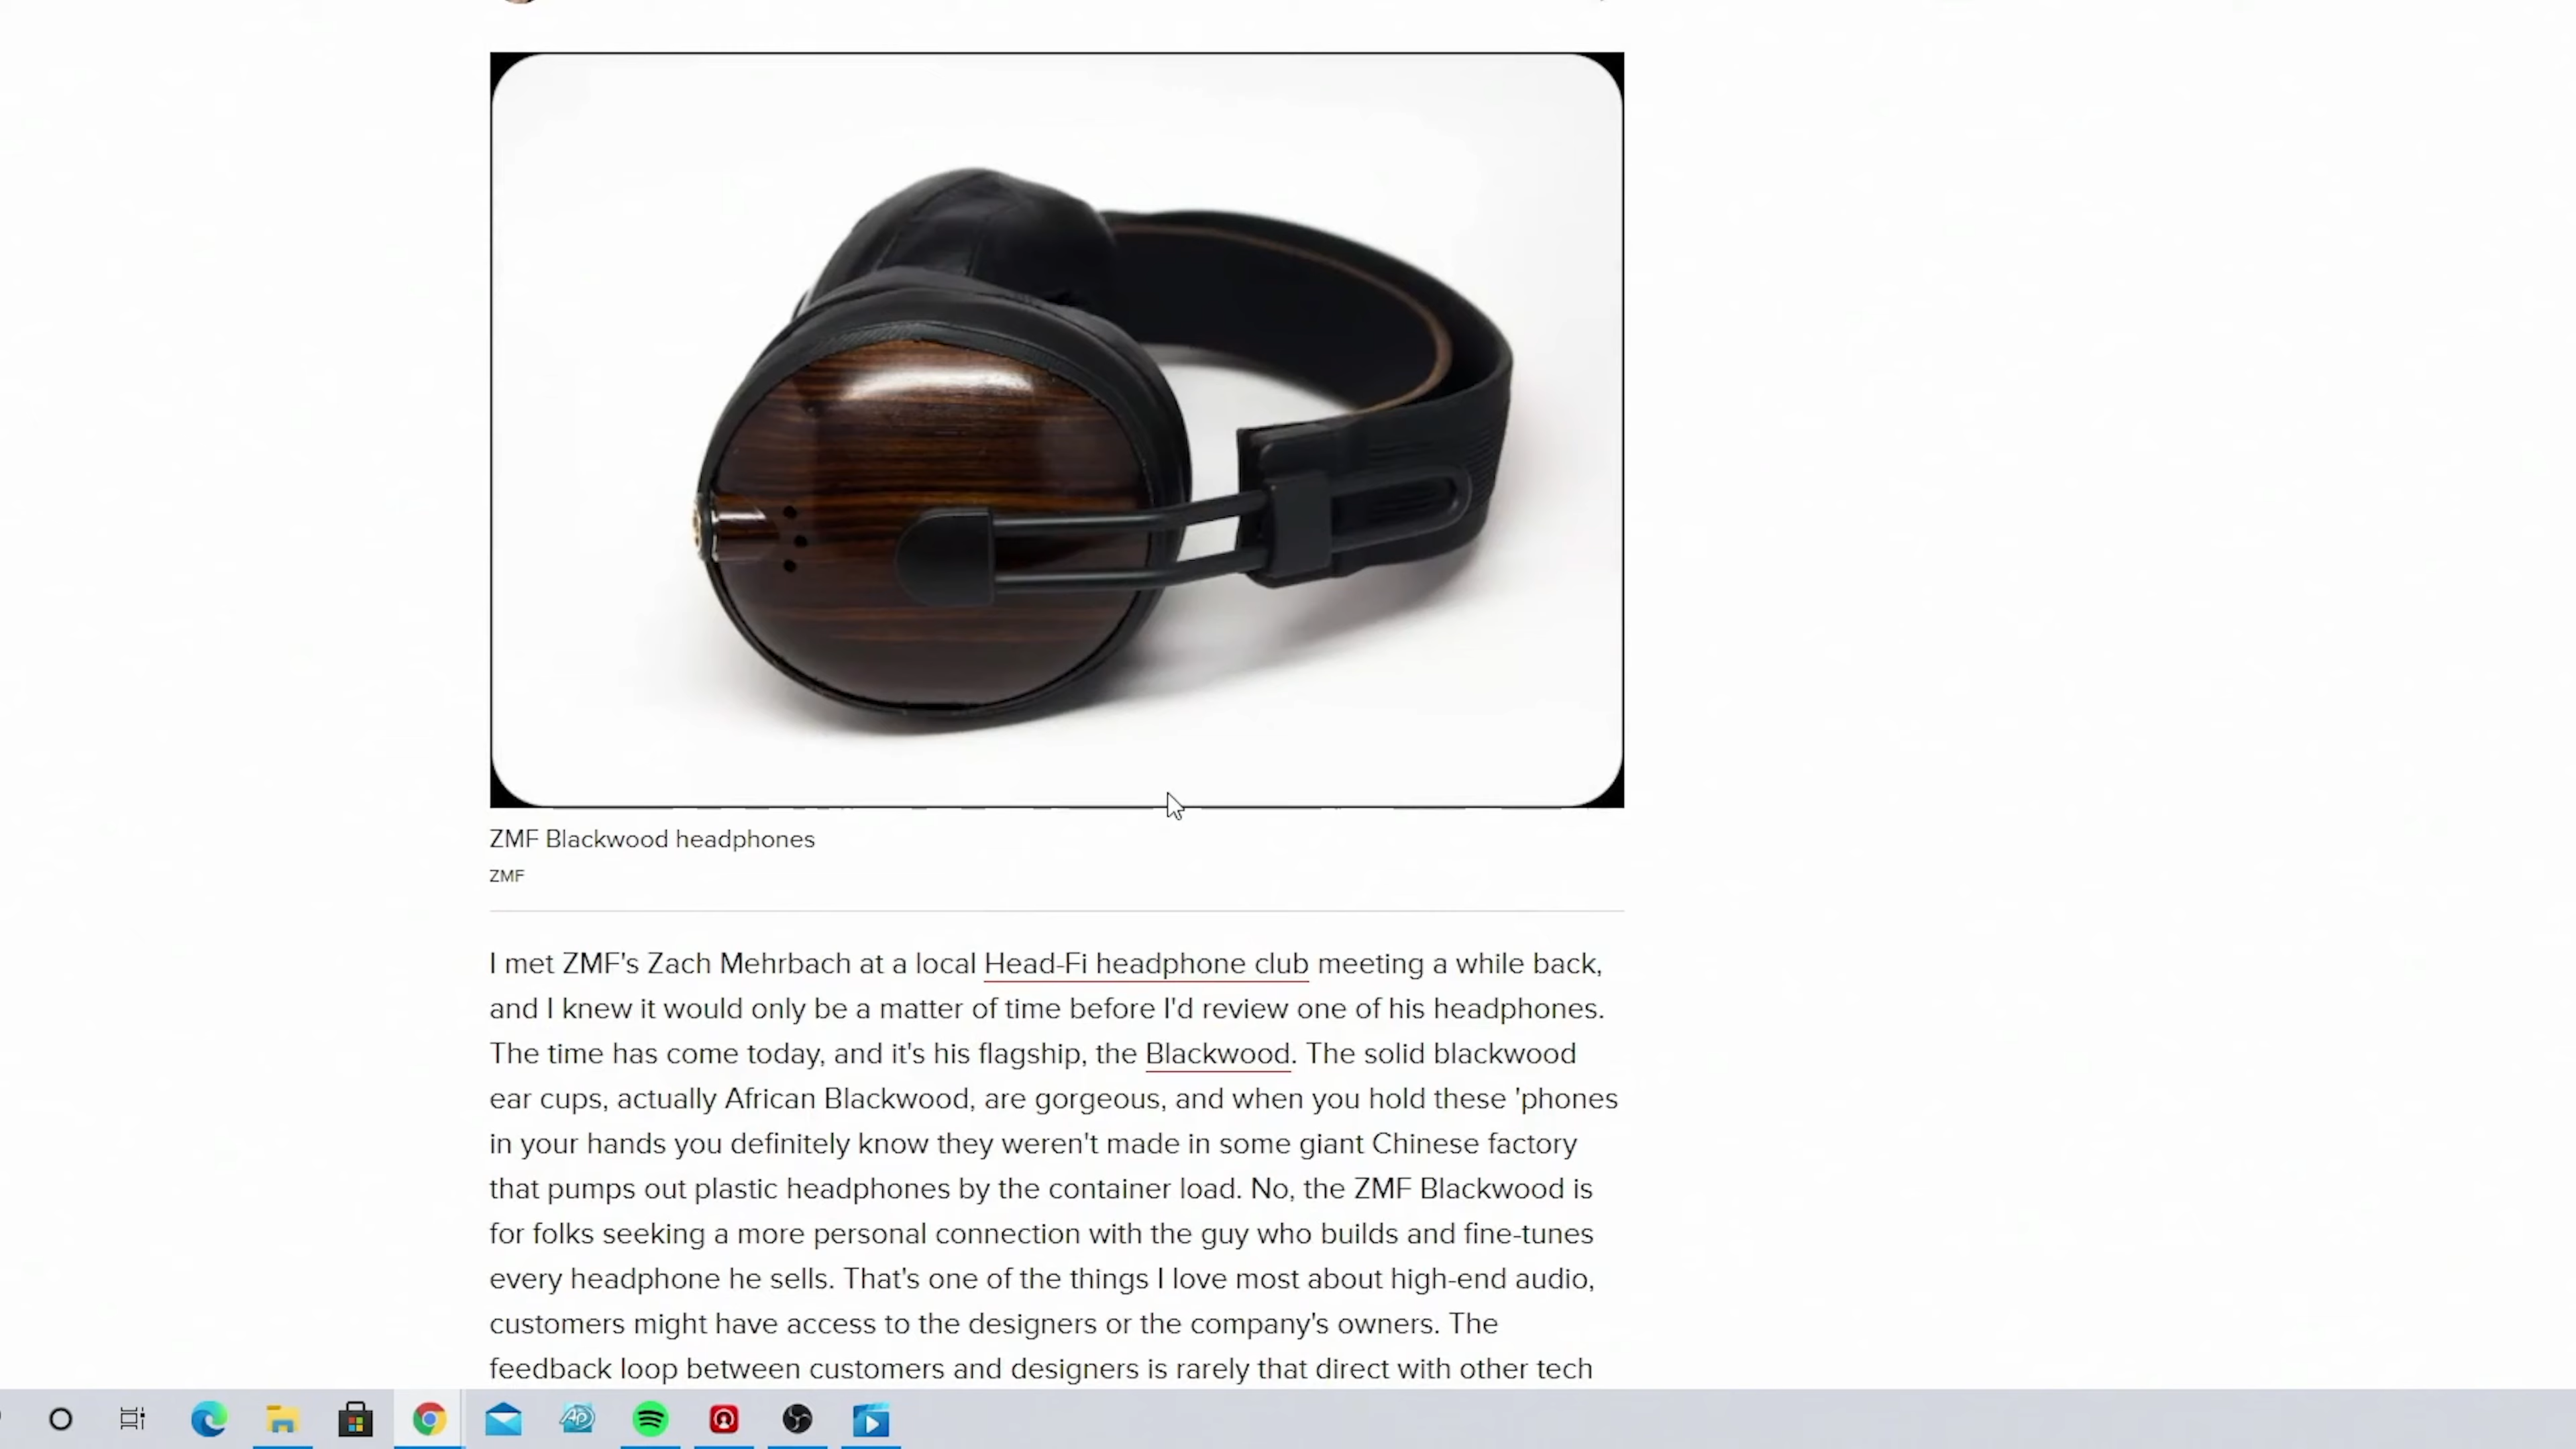 ZMF Blackwood headphones
ZMF
I met ZMF's Zach Mehrbach at a local Head-Fi headphone club meeting a while back,
and I knew it would only be a matter of time before I'd review one of his headphones.
The time has come today, and it's his flagship, the Blackwood. The solid blackwood
ear cups, actually African Blackwood, are gorgeous, and when you hold these 'phones
in your hands you definitely know they weren't made in some giant Chinese factory
that pumps out plastic headphones by the container load. No, the ZMF Blackwood is
for folks seeking a more personal connection with the guy who builds and fine-tunes
every headphone he sells. That's one of the things I love most about high-end audio,
customers might have access to the designers or the company's owners. The
feedback loop between customers and designers is rarely that direct with other tech